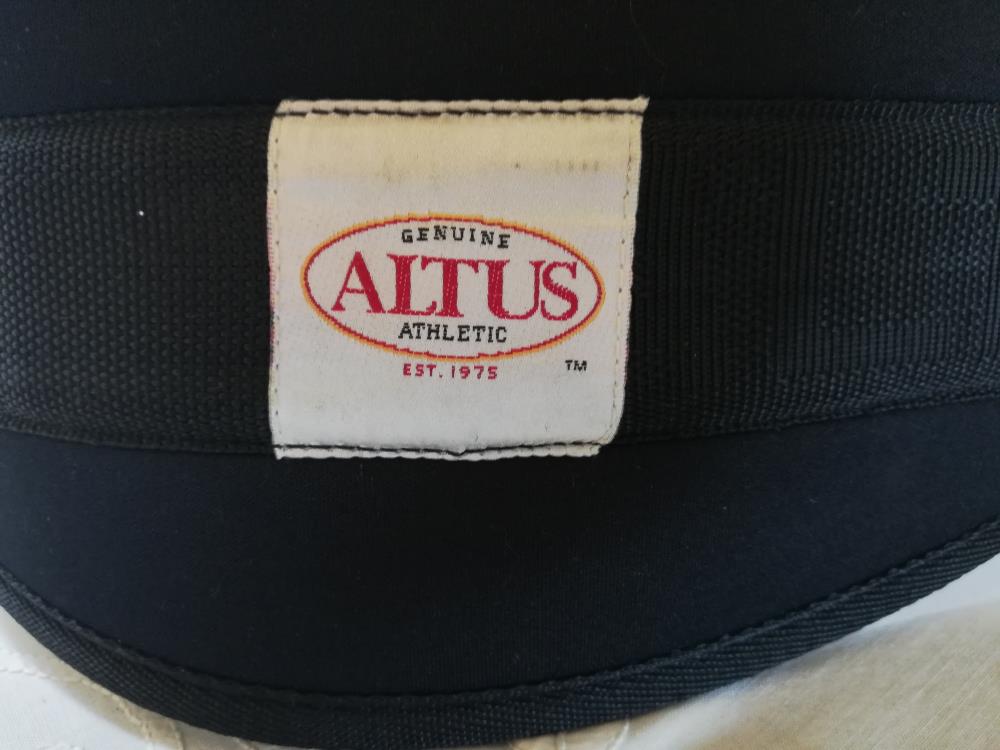 GENUINE
ALTUS
ATHLETIC
EST. 1975
TM